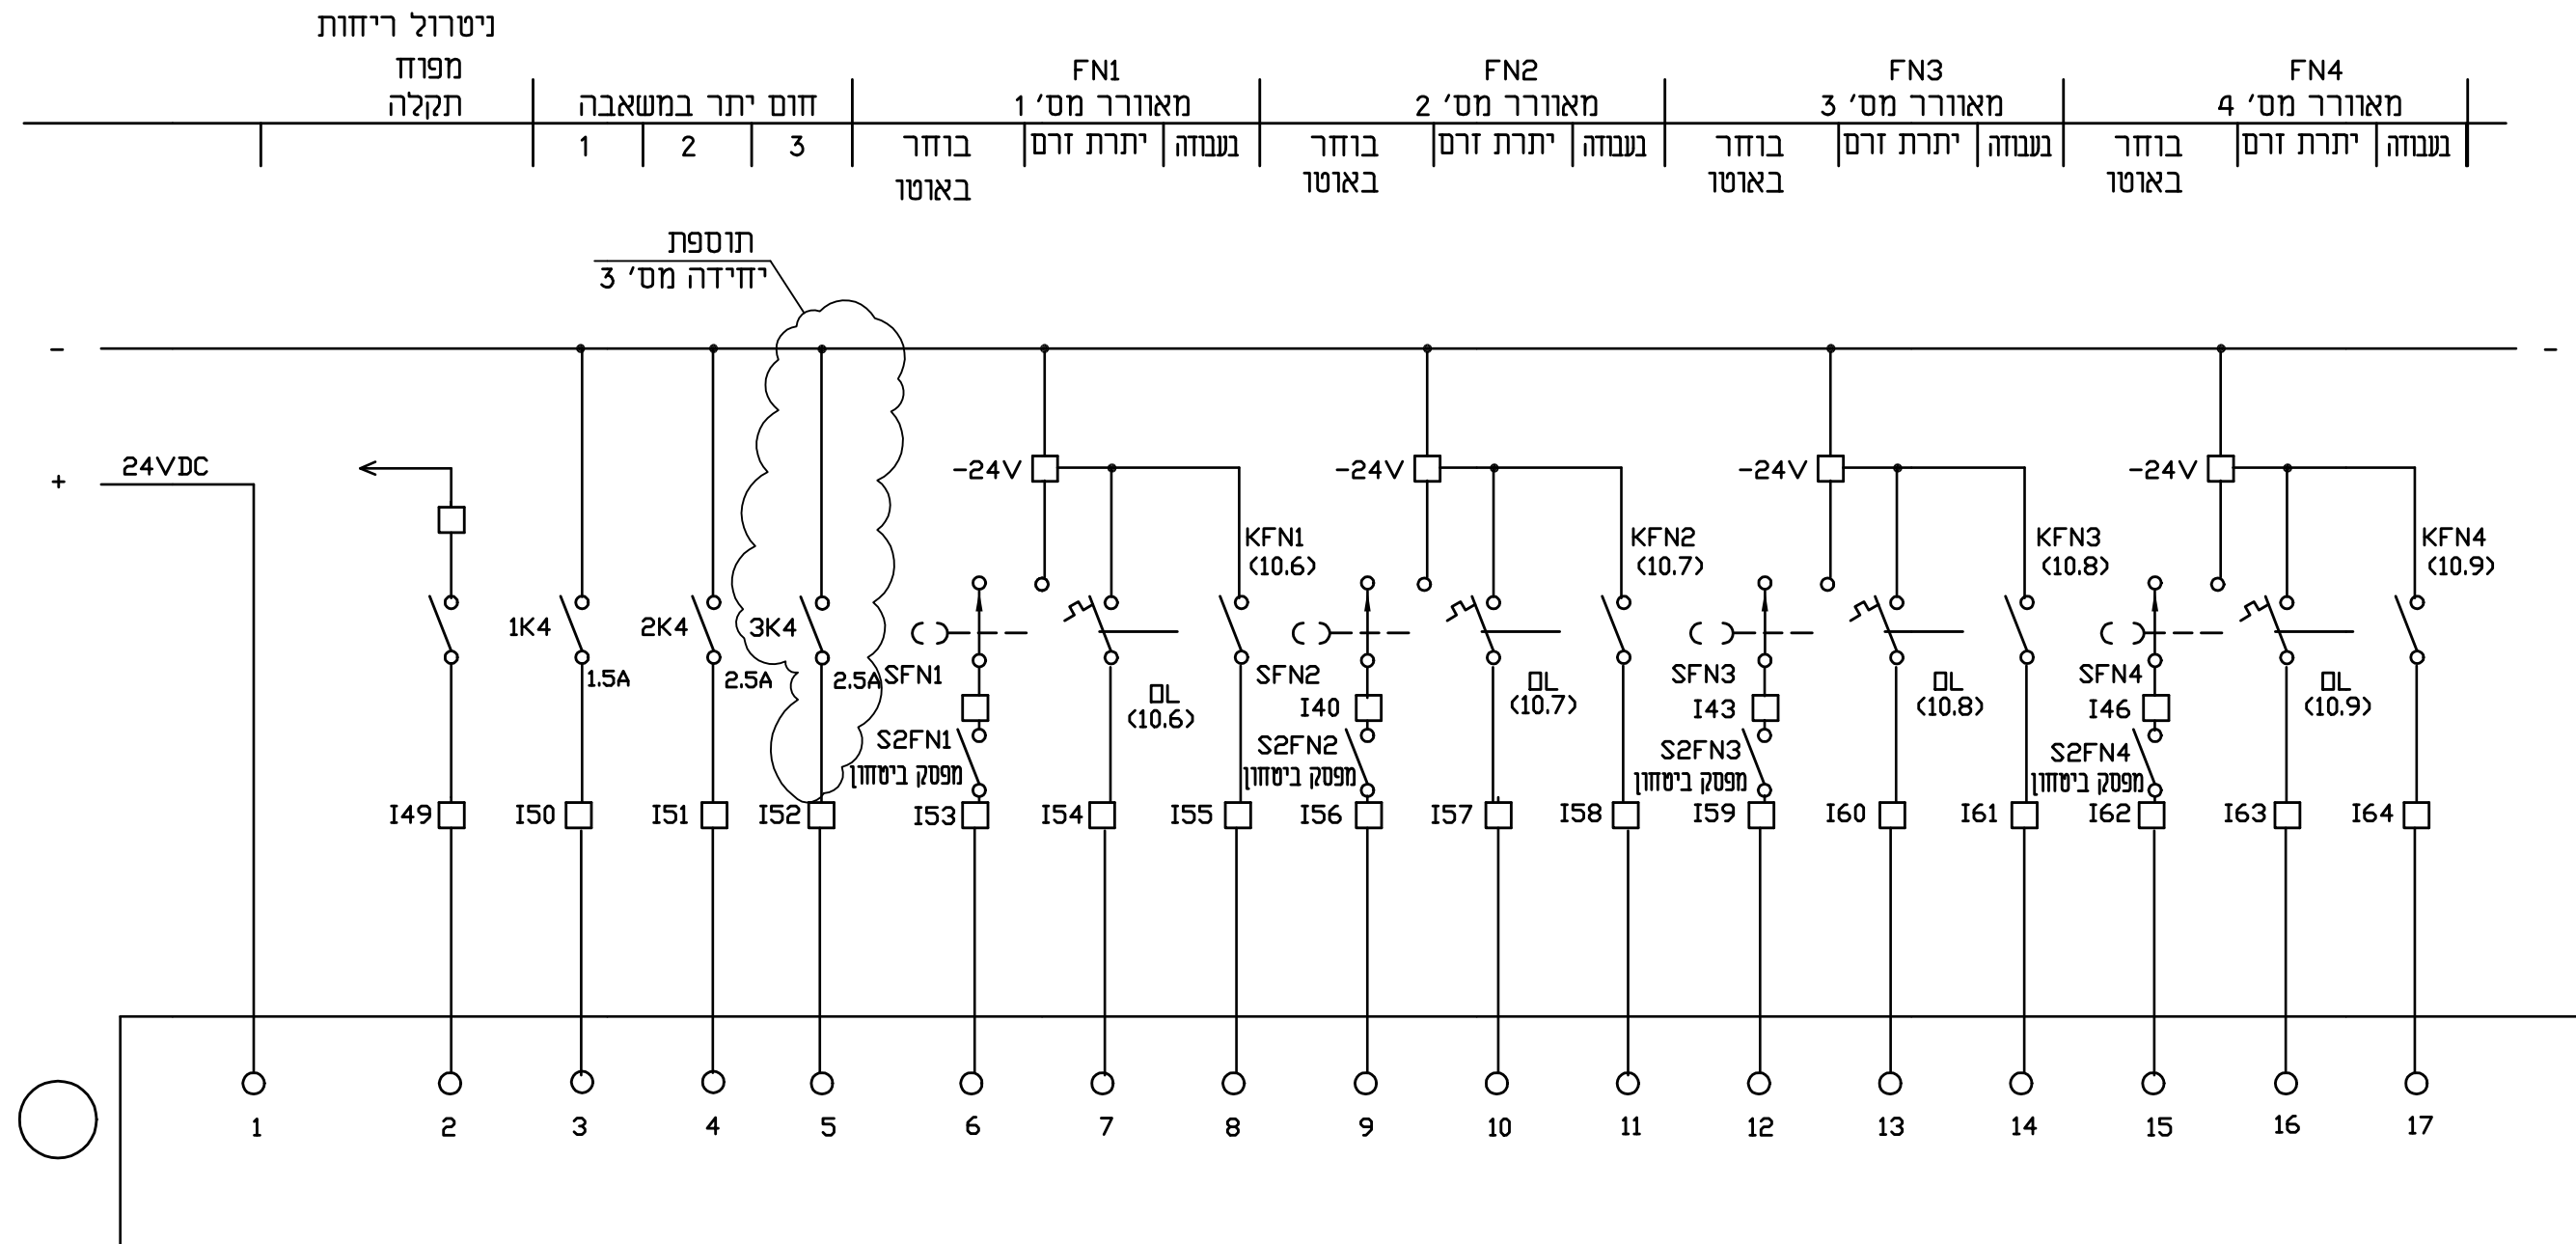 ניטרול ריחות
מפוח
תקלה
חום יתר במשאבה
1
2
3
FN1
מאוורר מס' 1
בוחר
באוטו
יתרת זרם
בעבודה
FN2
מאוורר מס' 2
בוחר
באוטו
יתרת זרם
בעבודה
FN3
מאוורר מס' 3
בוחר
באוטו
יתרת זרם
בעבודה
FN4
מאוורר מס' 4
בוחר
באוטו
יתרת זרם
בעבודה
תוספת
יחידה מס' 3
-
-
+
24VDC
-24V
-24V
-24V
-24V
KFN1
(10.6)
KFN2
(10.7)
KFN3
(10.8)
KFN4
(10.9)
1K4
1.5A
2K4
2.5A
3K4
2.5A
SFN1
OL
(10.6)
S2FN1
מפסק ביטחון
SFN2
I40
OL
(10.7)
S2FN2
מפסק ביטחון
SFN3
I43
OL
(10.8)
S2FN3
מפסק ביטחון
SFN4
I46
OL
(10.9)
S2FN4
מפסק ביטחון
I49
I50
I51
I52
I53
I54
I55
I56
I57
I58
I59
I60
I61
I62
I63
I64
1
2
3
4
5
6
7
8
9
10
11
12
13
14
15
16
17